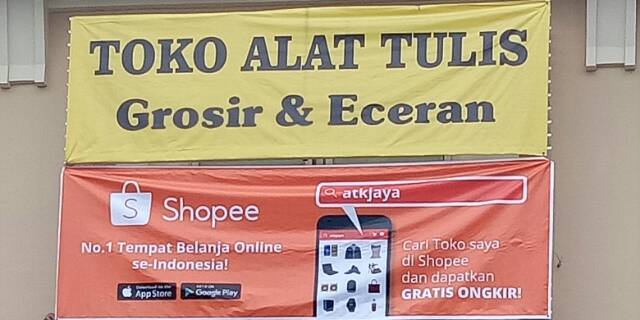 TOKO ALAT TULIS
Grosir & Eceran
S Shopee
atkJaya
No.1 Tempat Belanja Online
se-Indonesia!
App Store
Google Play
Cari Toko saya
di Shopee
dan dapatkan
GRATIS ONGKIR!